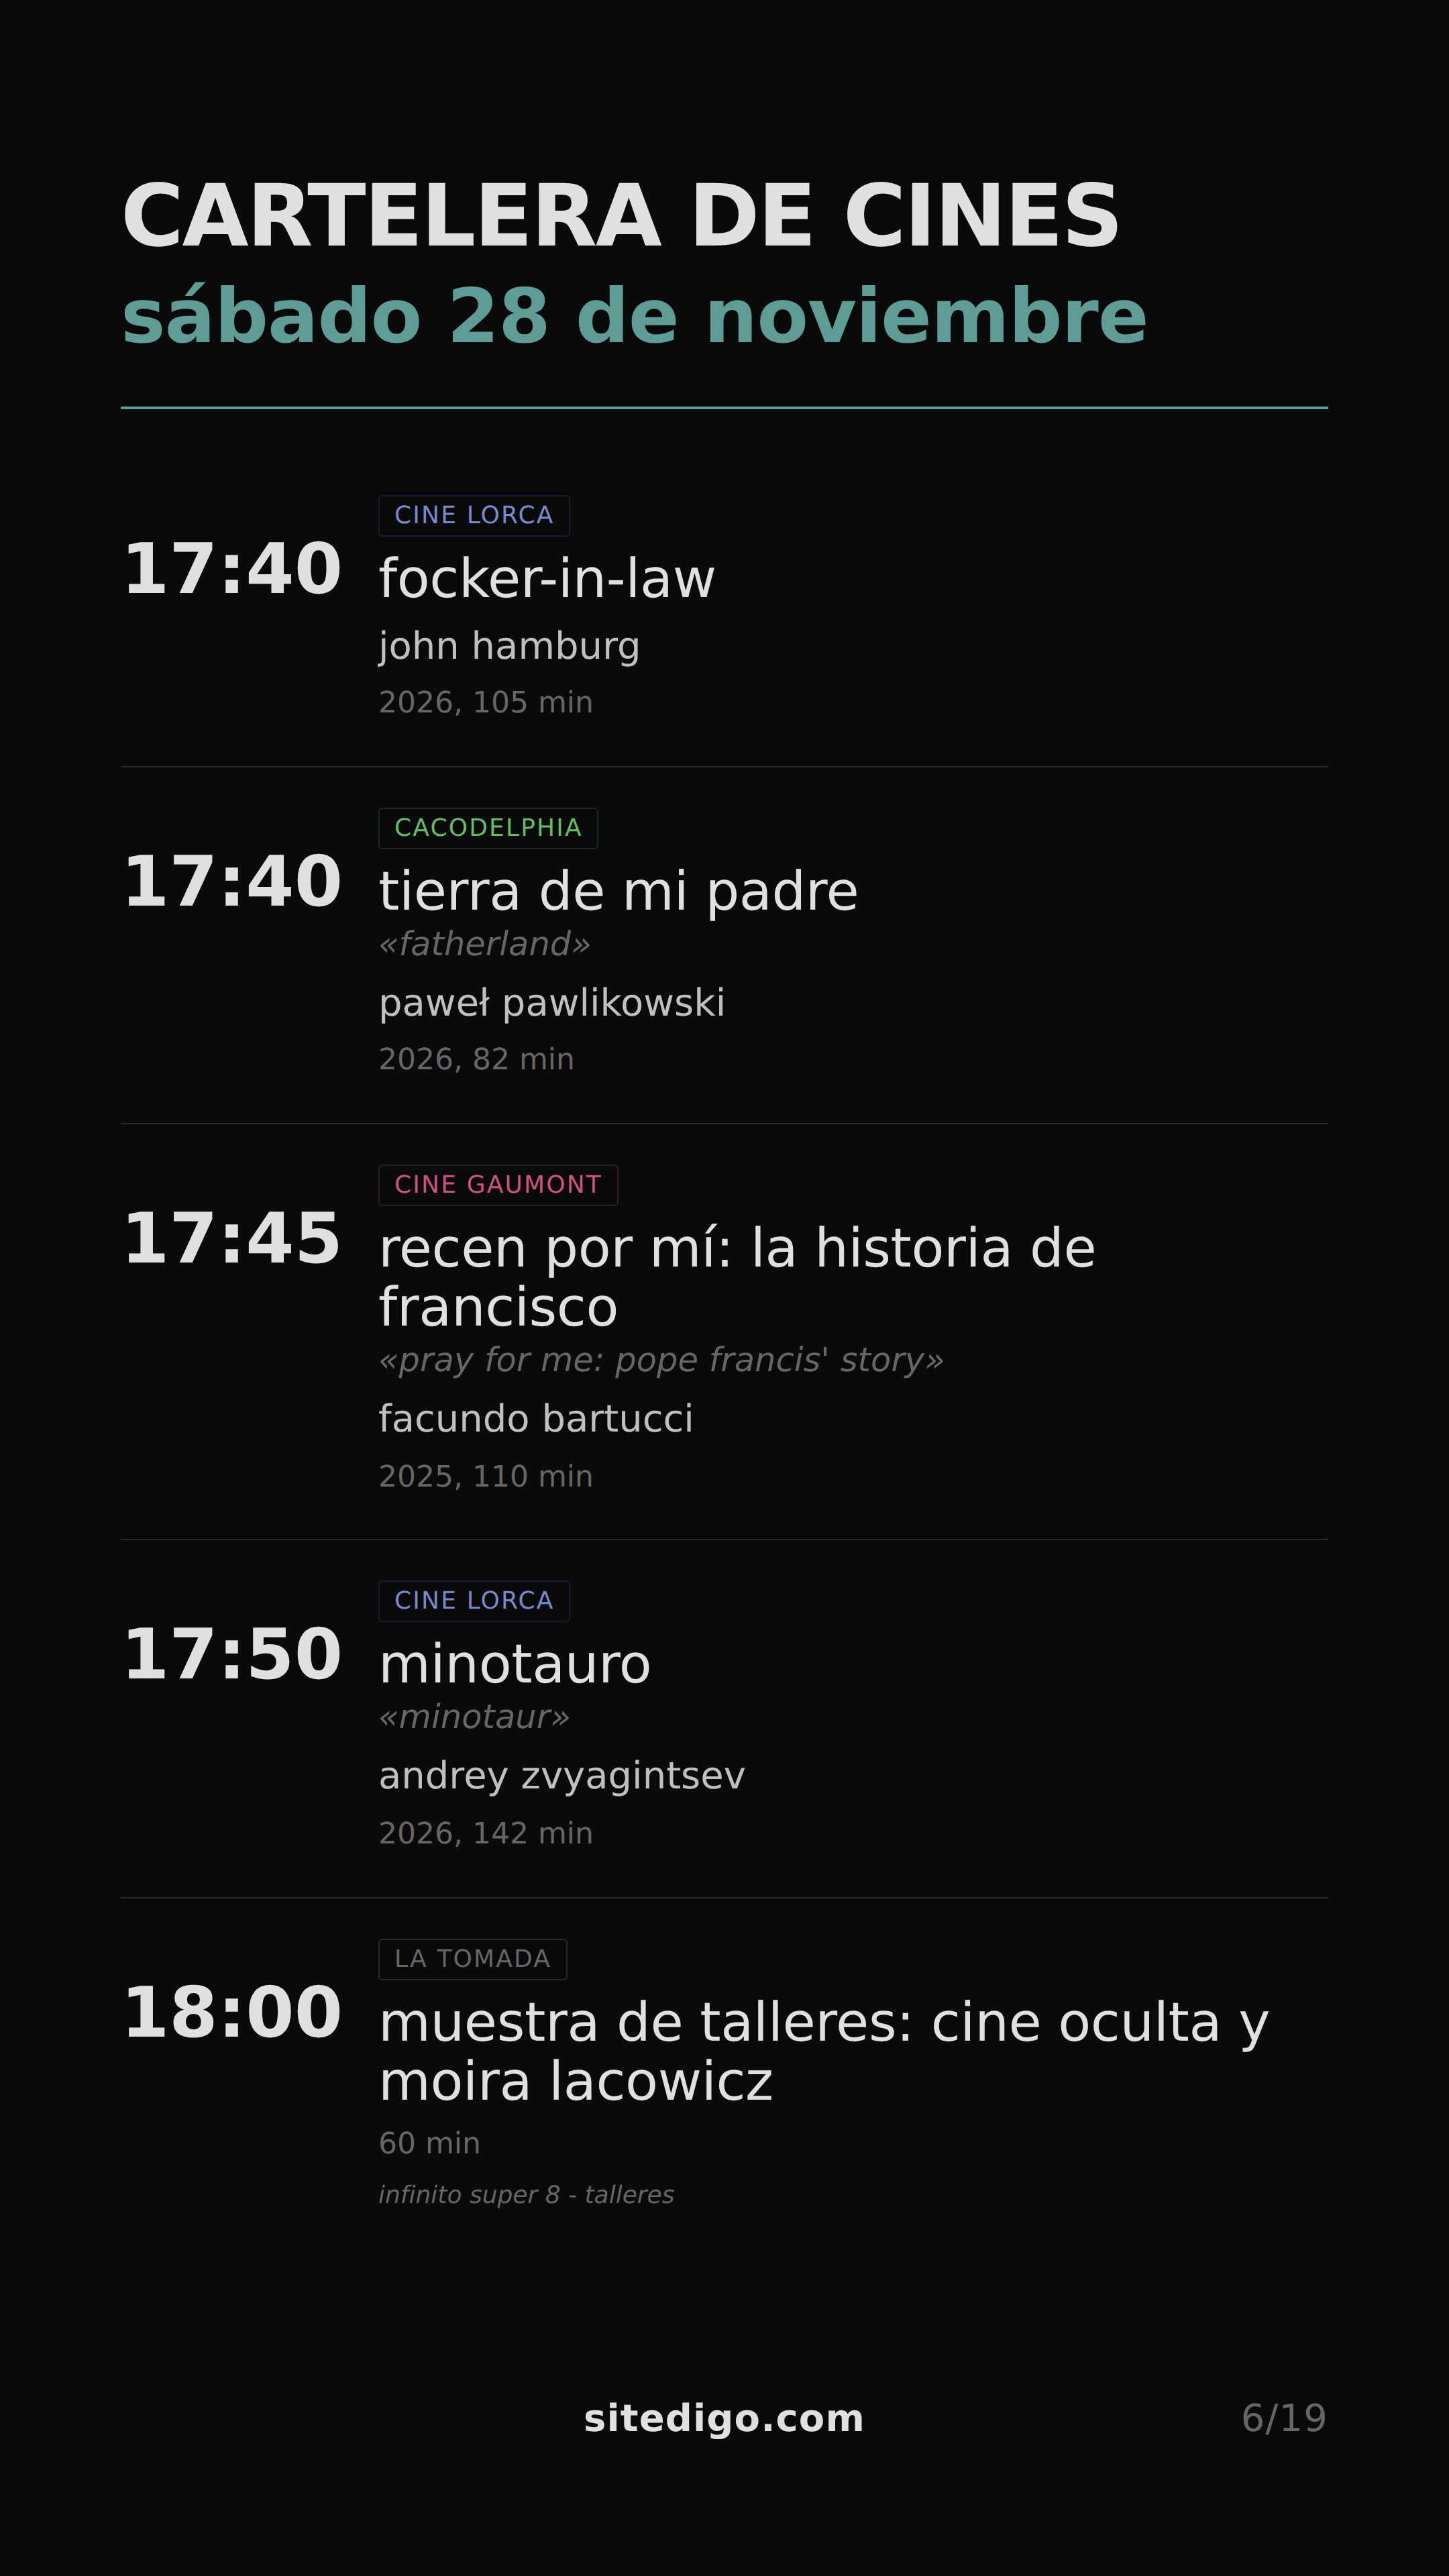 CARTELERA DE CINES
sábado 28 de noviembre
CINE LORCA
17:40
focker-in-law
john hamburg
2026, 105 min
CACODELPHIA
17:40
tierra de mi padre
«fatherland»
paweł pawlikowski
2026, 82 min
CINE GAUMONT
17:45
recen por mí: la historia de
francisco
«pray for me: pope francis' story»
facundo bartucci
2025, 110 min
CINE LORCA
17:50
minotauro
«minotaur»
andrey zvyagintsev
2026, 142 min
LA TOMADA
18:00
muestra de talleres: cine oculta y
moira lacowicz
60 min
infinito super 8 - talleres
sitedigo.com
6/19